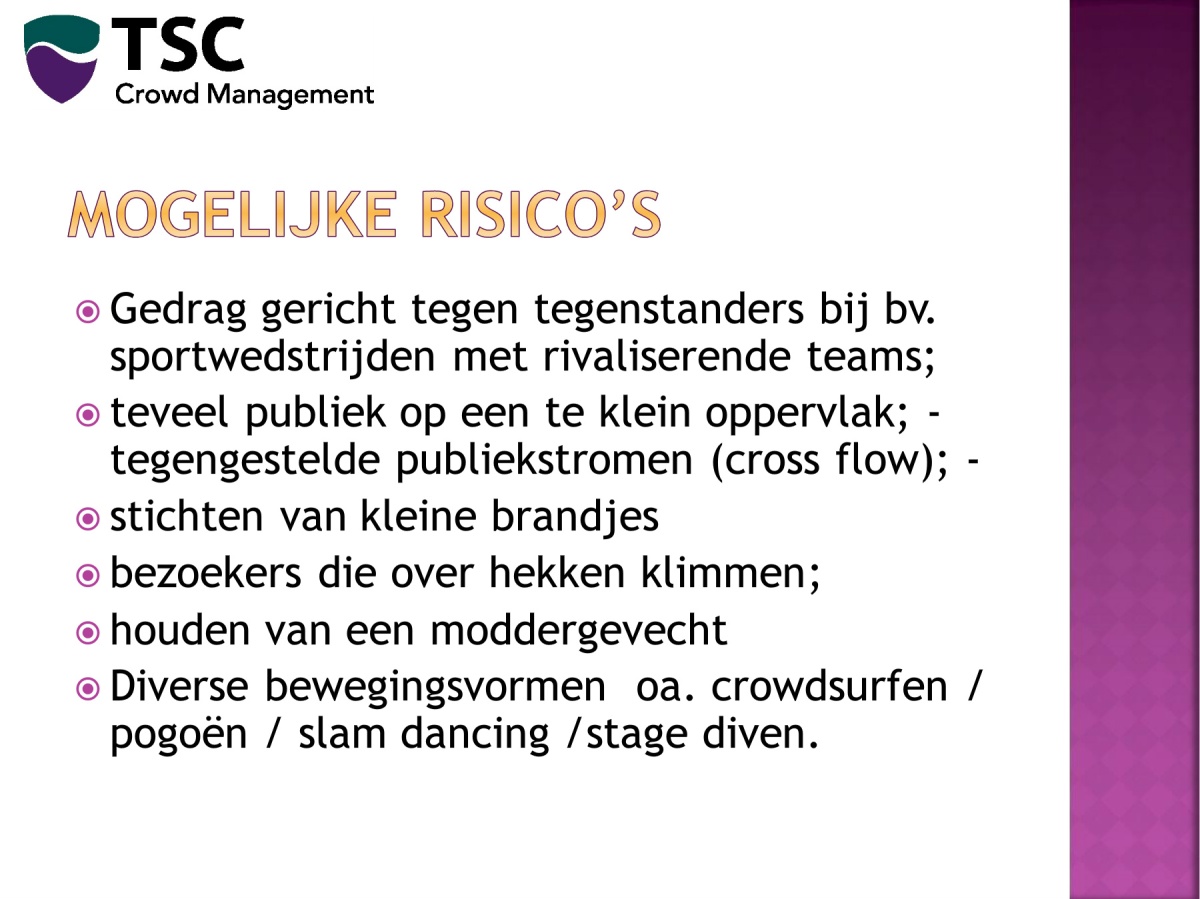 TSC
Crowd Management
MOGELIJKE RISICO’S
Gedrag gericht tegen tegenstanders bij bv.
sportwedstrijden met rivaliserende teams;
teveel publiek op een te klein oppervlak; -
tegengestelde publiekstromen (cross flow); -
stichten van kleine brandjes
bezoekers die over hekken klimmen;
houden van een moddergevecht
Diverse bewegingsvormen  oa. crowdsurfen /
pogoën / slam dancing /stage diven.